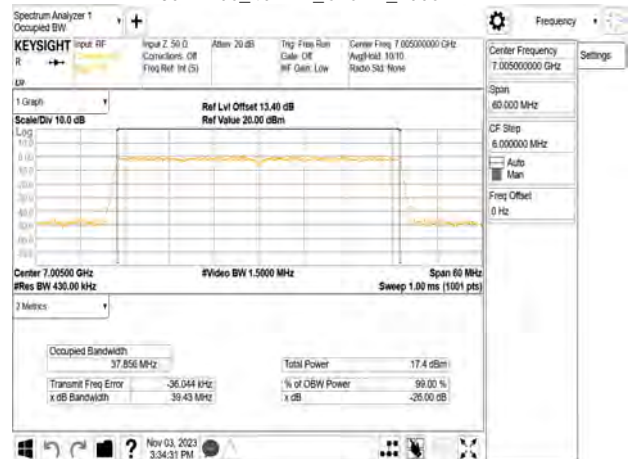 Spectrum Analyzer 1
Occupied BW
Frequency
KEYSIGHT
Input: RF
R
Input Z: 50 Ω
Corrections: Off
Freq Ref: Int (S)
Atten: 20 dB
Trig: Free Run
Gate: Off
#IF Gain: Low
Center Freq: 7.005000000 GHz
Avg|Hold: 10/10
Radio Std: None
Center Frequency
7.005000000 GHz
Settings
Span
60.000 MHz
CF Step
6.000000 MHz
Auto
Man
Freq Offset
0 Hz
1 Graph
Scale/Div 10.0 dB
Ref Lvl Offset 13.40 dB
Ref Value 20.00 dBm
Log
Center 7.00500 GHz
#Video BW 1.5000 MHz
Span 60 MHz
#Res BW 430.00 kHz
Sweep 1.00 ms (1001 pts)
2 Metrics
Occupied Bandwidth
37.856 MHz
Total Power
17.4 dBm
Transmit Freq Error
-36.044 kHz
% of OBW Power
99.00 %
x dB Bandwidth
39.43 MHz
x dB
-26.00 dB
Nov 03, 2023
3:34:31 PM